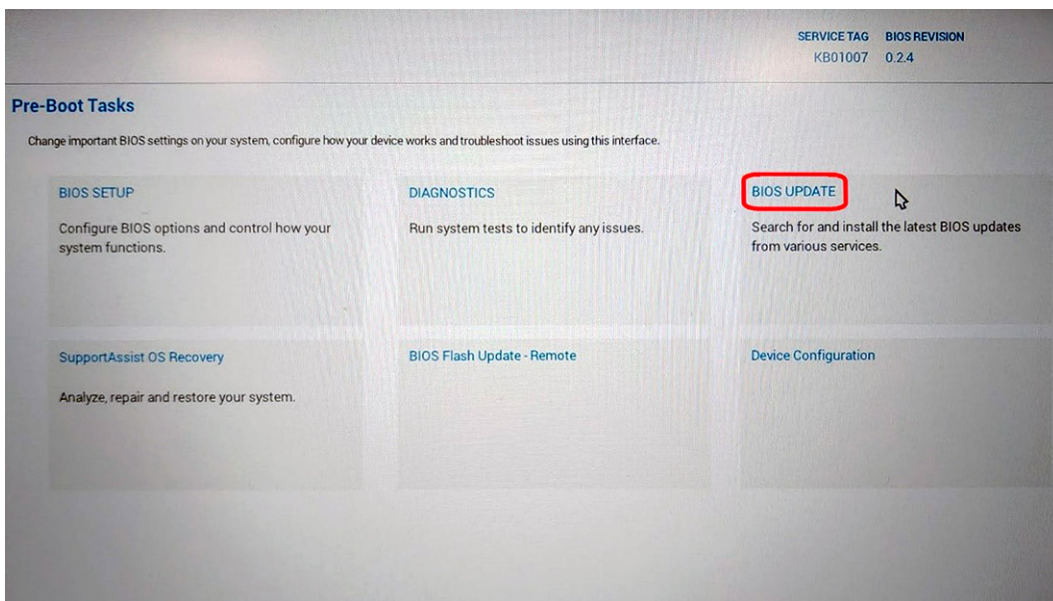 SERVICE TAG BIOS REVISION
KB01007 0.2.4
Pre-Boot Tasks
Change important BIOS settings on your system, configure how your device works and troubleshoot issues using this interface.
BIOS SETUP
Configure BIOS options and control how your
system functions.
DIAGNOSTICS
Run system tests to identify any issues.
BIOS UPDATE
Search for and install the latest BIOS updates
from various services.
SupportAssist OS Recovery
Analyze, repair and restore your system.
BIOS Flash Update - Remote
Device Configuration